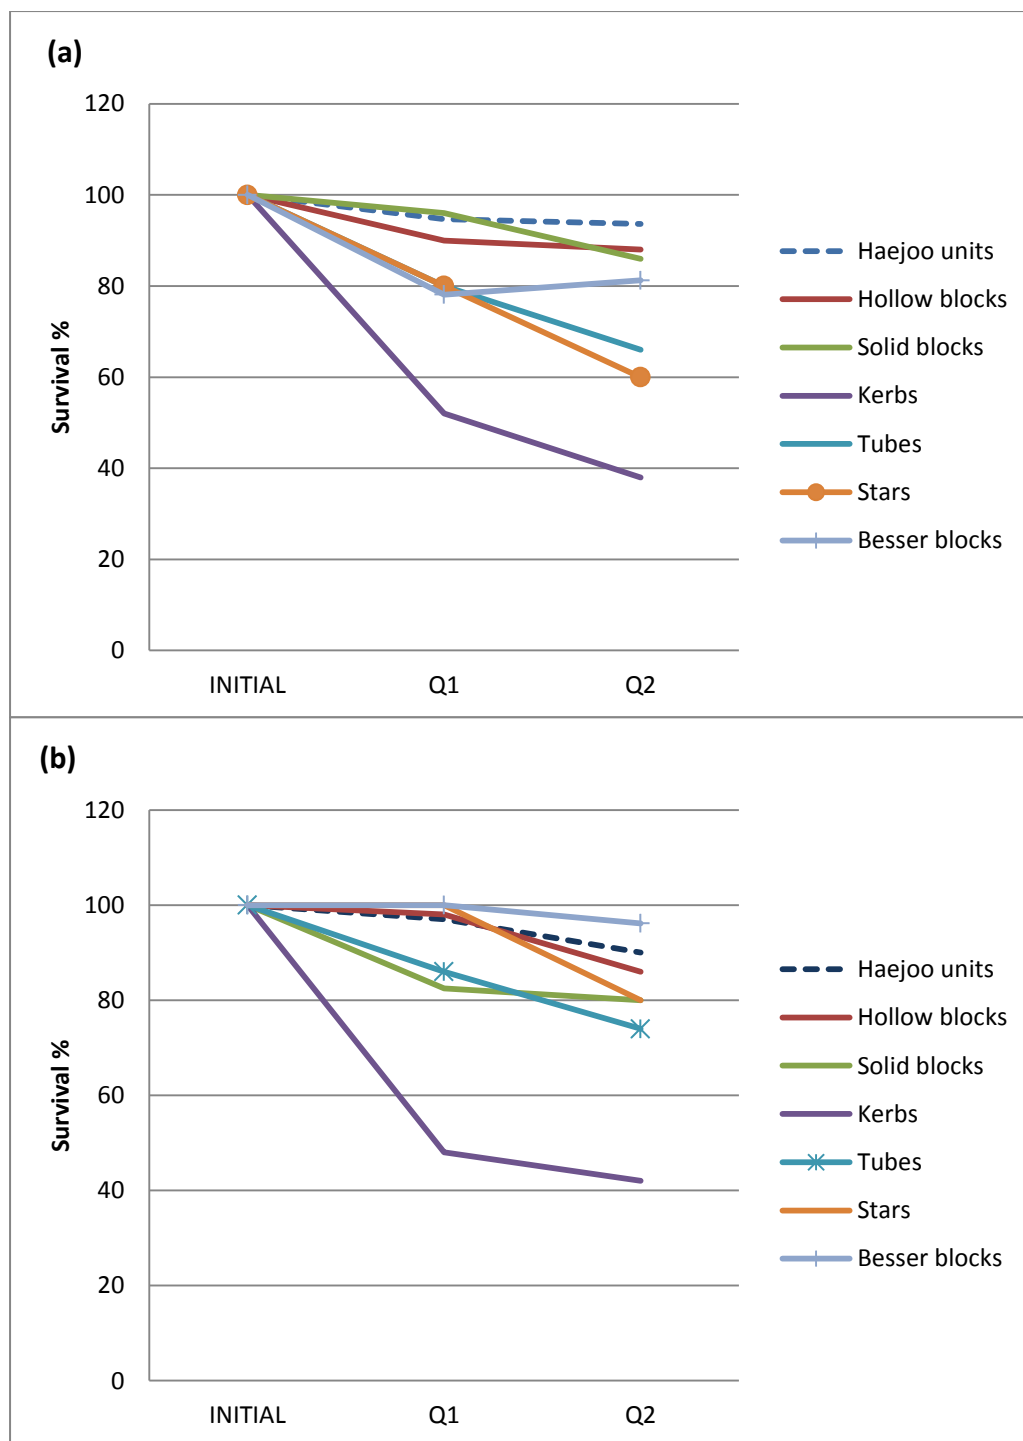 (a)
120
100
80
60
40
20
0
Survival %
INITIAL Q1 Q2
Haejoo units
Hollow blocks
Solid blocks
Kerbs
Tubes
Stars
Besser blocks
(b)
120
100
80
60
40
20
0
Survival %
INITIAL Q1 Q2
Haejoo units
Hollow blocks
Solid blocks
Kerbs
Tubes
Stars
Besser blocks